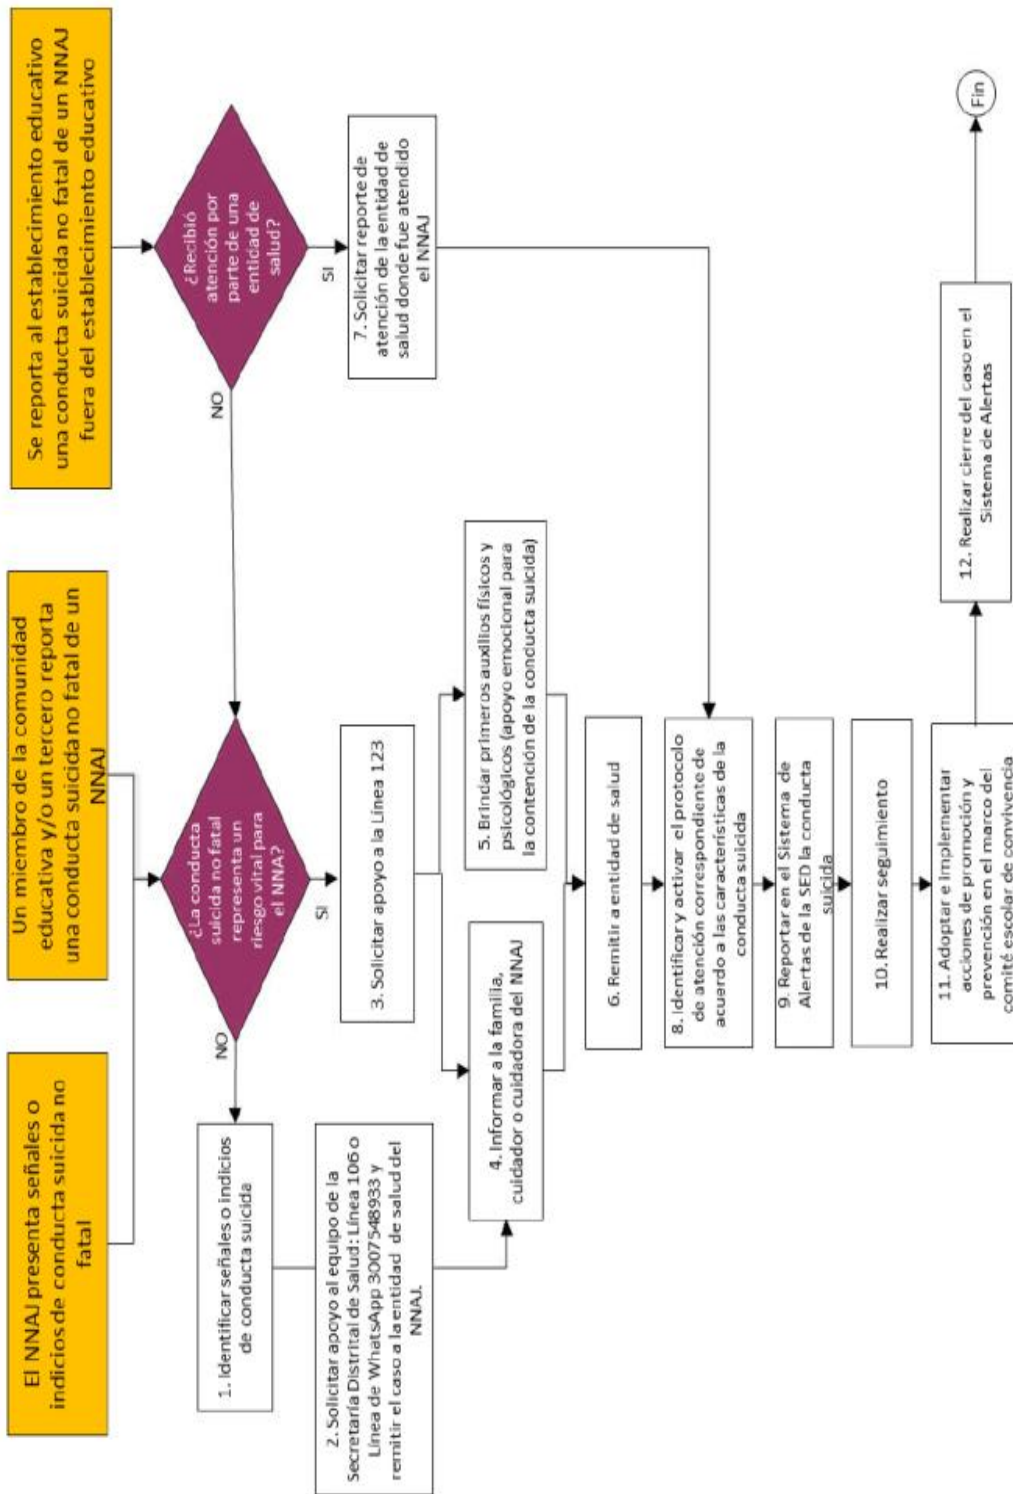 El NNAJ presenta señales o
indicios de conducta suicida no
fatal
Un miembro de la comunidad
educativa y/o un tercero reporta
una conducta suicida no fatal de un
NNAJ
Se reporta al establecimiento educativo
una conducta suicida no fatal de un NNAJ
fuera del establecimiento educativo
¿La conducta
suicida no fatal
representa un
riesgo vital para
el NNA?
¿Recibió
atención por
parte de una
entidad de
salud?
NO
SI
NO
SI
1. Identificar señales o indicios
de conducta suicida
2. Solicitar apoyo al equipo de la
Secretaría Distrital de Salud: Línea 106 o
Línea de WhatsApp 3007548933 y
remitir el caso a la entidad de salud del
NNAJ.
3. Solicitar apoyo a la Línea 123
4. Informar a la familia,
cuidador o cuidadora del NNAJ
5. Brindar primeros auxilios físicos y
psicológicos (apoyo emocional para
la contención de la conducta suicida)
6. Remitir a entidad de salud
7. Solicitar reporte de
atención de la entidad de
salud donde fue atendido
el NNAJ
8. Identificar y activar el protocolo
de atención correspondiente de
acuerdo a las características de la
conducta suicida
9. Reportar en el Sistema de
Alertas de la SED la conducta
suicida
10. Realizar seguimiento
11. Adoptar e Implementar
acciones de promoción y
prevención en el marco del
comité escolar de convivencia
12. Realizar cierre del caso en el
Sistema de Alertas
Fin